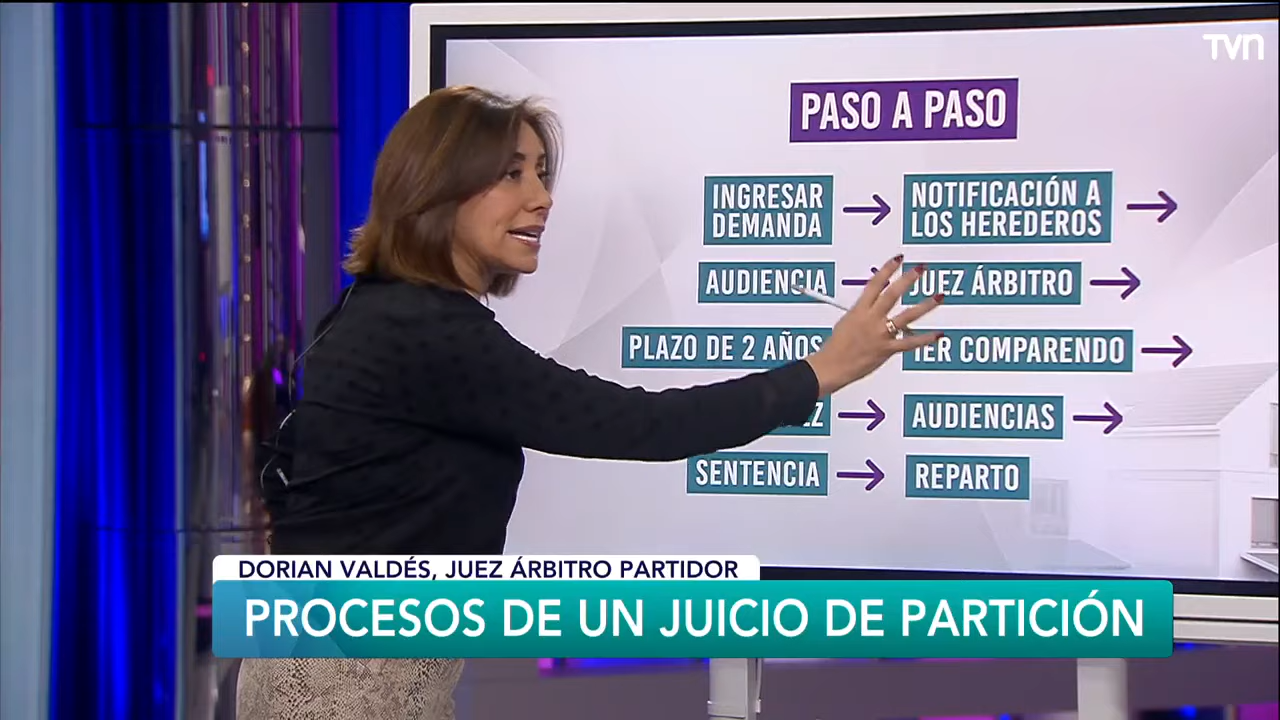 TVN
PASO A PASO
INGRESAR
DEMANDA
NOTIFICACIÓN A
LOS HEREDEROS
AUDIENCIA
JUEZ ÁRBITRO
PLAZO DE 2 AÑOS
1ER COMPARENDO
AUDIENCIAS
SENTENCIA
REPARTO
DORIAN VALDÉS, JUEZ ÁRBITRO PARTIDOR
PROCESOS DE UN JUICIO DE PARTICIÓN